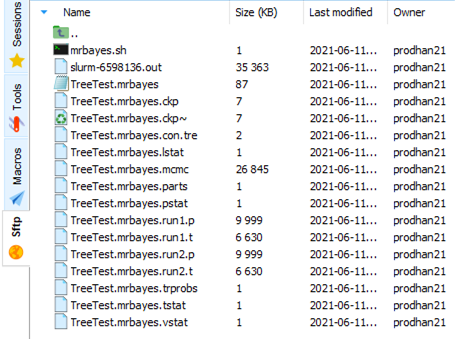 Name Size (KB) Last modified Owner
..
mrbayes.sh 1 2021-06-11... prodhan21
slurm-6598136.out 35 363 2021-06-11... prodhan21
TreeTest.mrbayes 87 2021-06-11... prodhan21
TreeTest.mrbayes.ckp 7 2021-06-11... prodhan21
TreeTest.mrbayes.ckp~ 7 2021-06-11... prodhan21
TreeTest.mrbayes.con.tre 2 2021-06-11... prodhan21
TreeTest.mrbayes.lstat 1 2021-06-11... prodhan21
TreeTest.mrbayes.mcmc 26 845 2021-06-11... prodhan21
TreeTest.mrbayes.parts 1 2021-06-11... prodhan21
TreeTest.mrbayes.pstat 1 2021-06-11... prodhan21
TreeTest.mrbayes.run1.p 9 999 2021-06-11... prodhan21
TreeTest.mrbayes.run1.t 6 630 2021-06-11... prodhan21
TreeTest.mrbayes.run2.p 9 999 2021-06-11... prodhan21
TreeTest.mrbayes.run2.t 6 630 2021-06-11... prodhan21
TreeTest.mrbayes.trprobs 1 2021-06-11... prodhan21
TreeTest.mrbayes.tstat 1 2021-06-11... prodhan21
TreeTest.mrbayes.vstat 1 2021-06-11... prodhan21
Sessions
Tools
Macros
Sftp